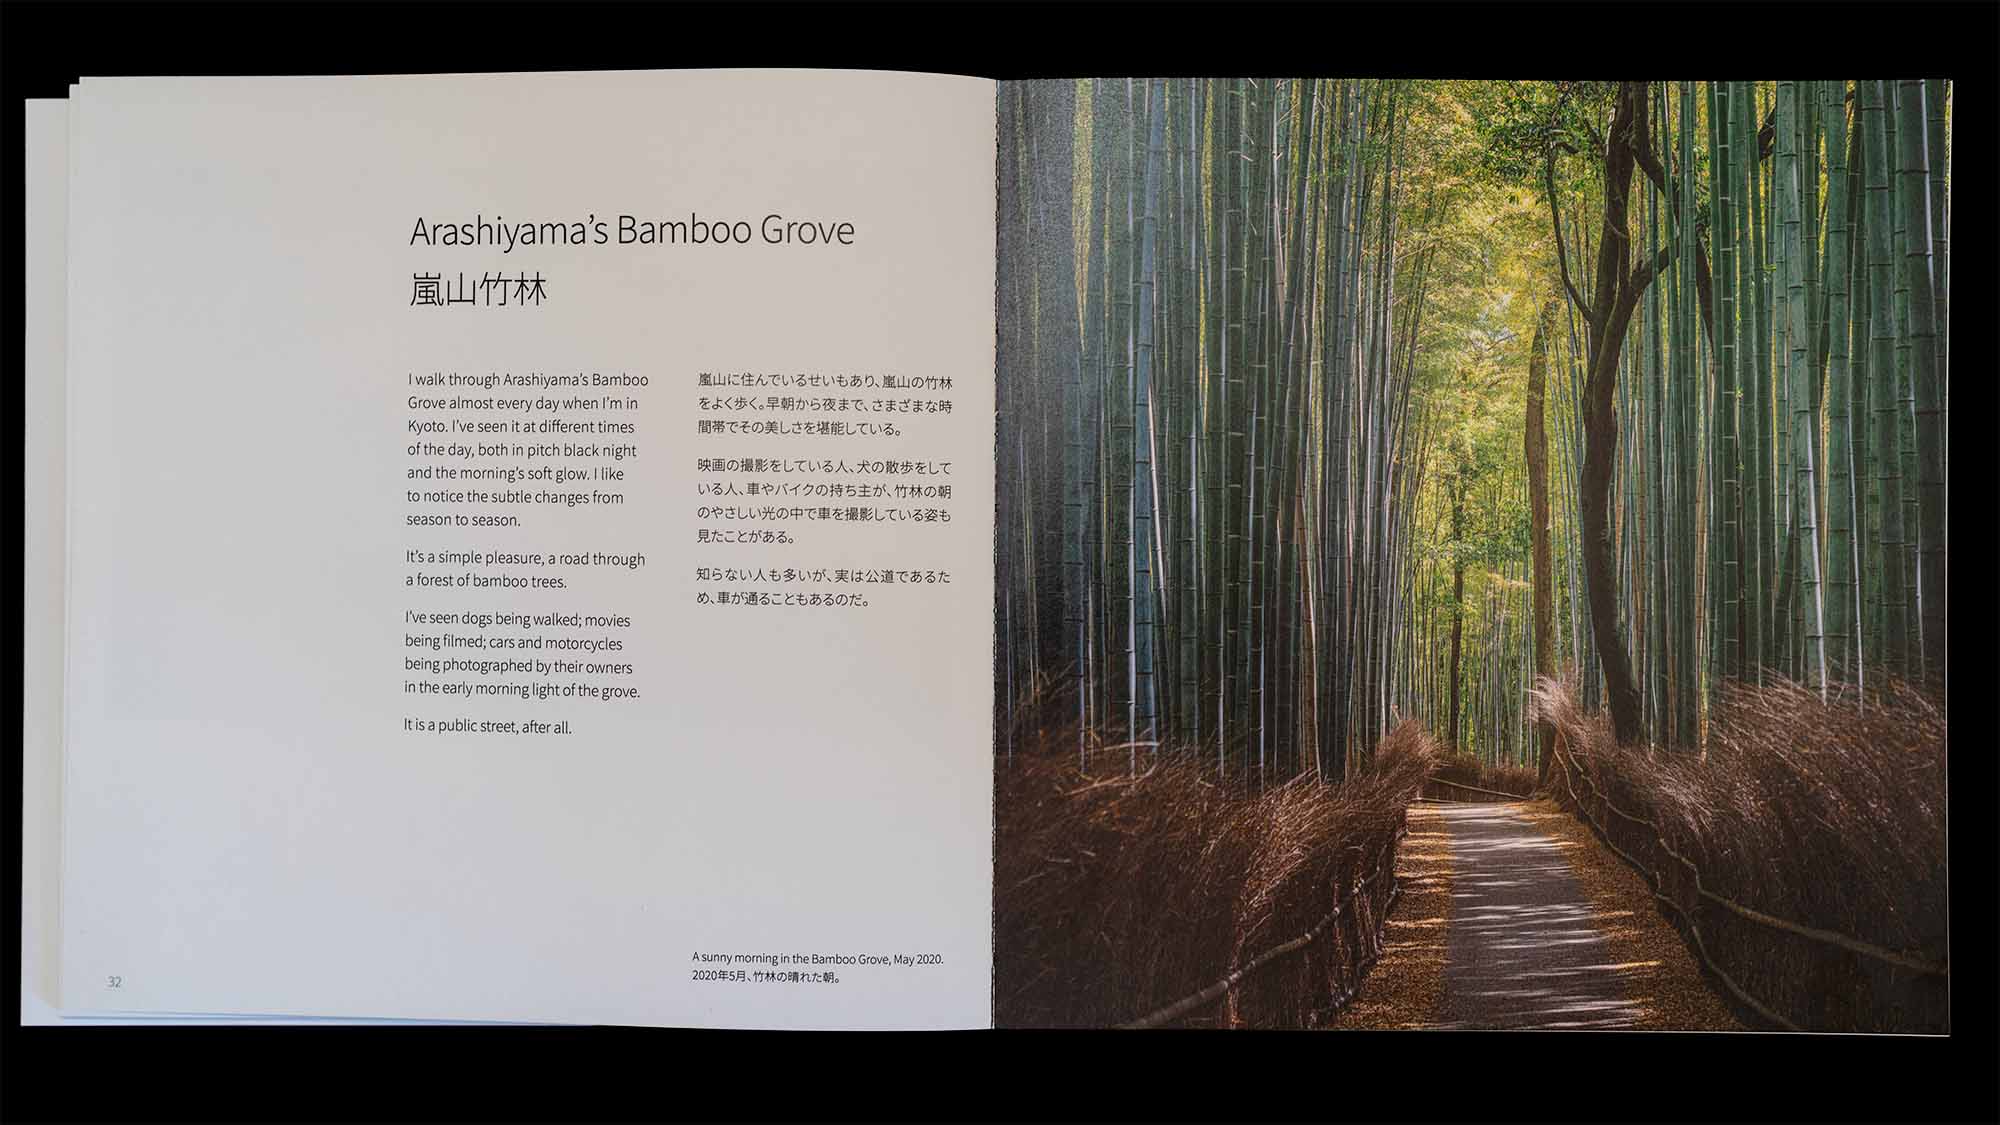 Arashiyama’s Bamboo Grove
嵐山竹林
I walk through Arashiyama’s Bamboo
Grove almost every day when I’m in
Kyoto. I’ve seen it at different times
of the day, both in pitch black night
and the morning’s soft glow. I like
to notice the subtle changes from
season to season.
It’s a simple pleasure, a road through
a forest of bamboo trees.
I’ve seen dogs being walked; movies
being filmed; cars and motorcycles
being photographed by their owners
in the early morning light of the grove.
It is a public street, after all.
嵐山に住んでいるせいもあり、嵐山の竹林
をよく歩く。早朝から夜まで、さまざまな時
間帯でその美しさを堪能している。
映画の撮影をしている人、犬の散歩をして
いる人、車やバイクの持ち主が、竹林の朝
のやさしい光の中で車を撮影している姿も
見たことがある。
知らない人も多いが、実は公道であるた
め、車が通ることもあるのだ。
A sunny morning in the Bamboo Grove, May 2020.
2020年5月、竹林の晴れた朝。
32